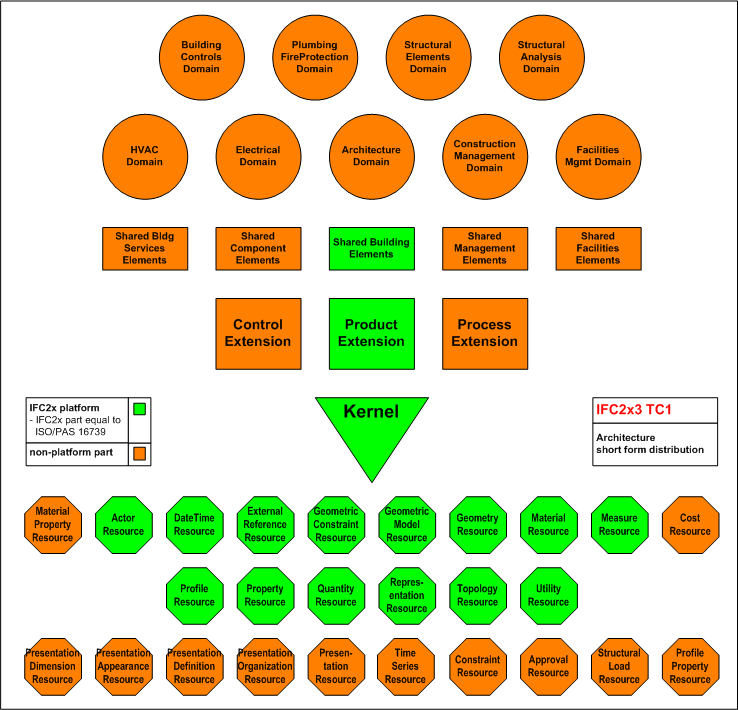 Building
Controls
Domain
Plumbing
FireProtection
Domain
Structural
Elements
Domain
Structural
Analysis
Domain
HVAC
Domain
Electrical
Domain
Architecture
Domain
Construction
Management
Domain
Facilities
Mgmt Domain
Shared Bldg
Services
Elements
Shared
Component
Elements
Shared Building
Elements
Shared
Management
Elements
Shared
Facilities
Elements
Control
Extension
Product
Extension
Process
Extension
Kernel
IFC2x platform
- IFC2x part equal to
ISO/PAS 16739
non-platform part
IFC2x3 TC1
Architecture
short form distribution
Material
Property
Resource
Actor
Resource
DateTime
Resource
External
Reference
Resource
Geometric
Constraint
Resource
Geometric
Model
Resource
Geometry
Resource
Material
Resource
Measure
Resource
Cost
Resource
Profile
Resource
Property
Resource
Quantity
Resource
Repres-
entation
Resource
Topology
Resource
Utility
Resource
Presentation
Dimension
Resource
Presentation
Appearance
Resource
Presentation
Definition
Resource
Presentation
Organization
Resource
Presen-
tation
Resource
Time
Series
Resource
Constraint
Resource
Approval
Resource
Structural
Load
Resource
Profile
Property
Resource